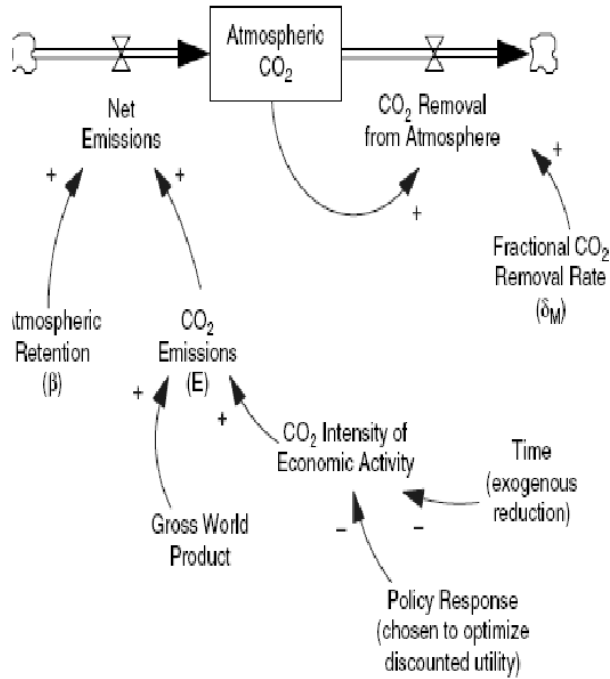 Atmospheric
CO₂
Net
Emissions
CO₂ Removal
from Atmosphere
+
+
+
+
Fractional CO₂
Removal Rate
(δM)
tmospheric
Retention
(β)
CO₂
Emissions
(E)
+
+
CO₂ Intensity of
Economic Activity
Time
(exogenous
reduction)
–
–
Gross World
Product
Policy Response
(chosen to optimize
discounted utility)